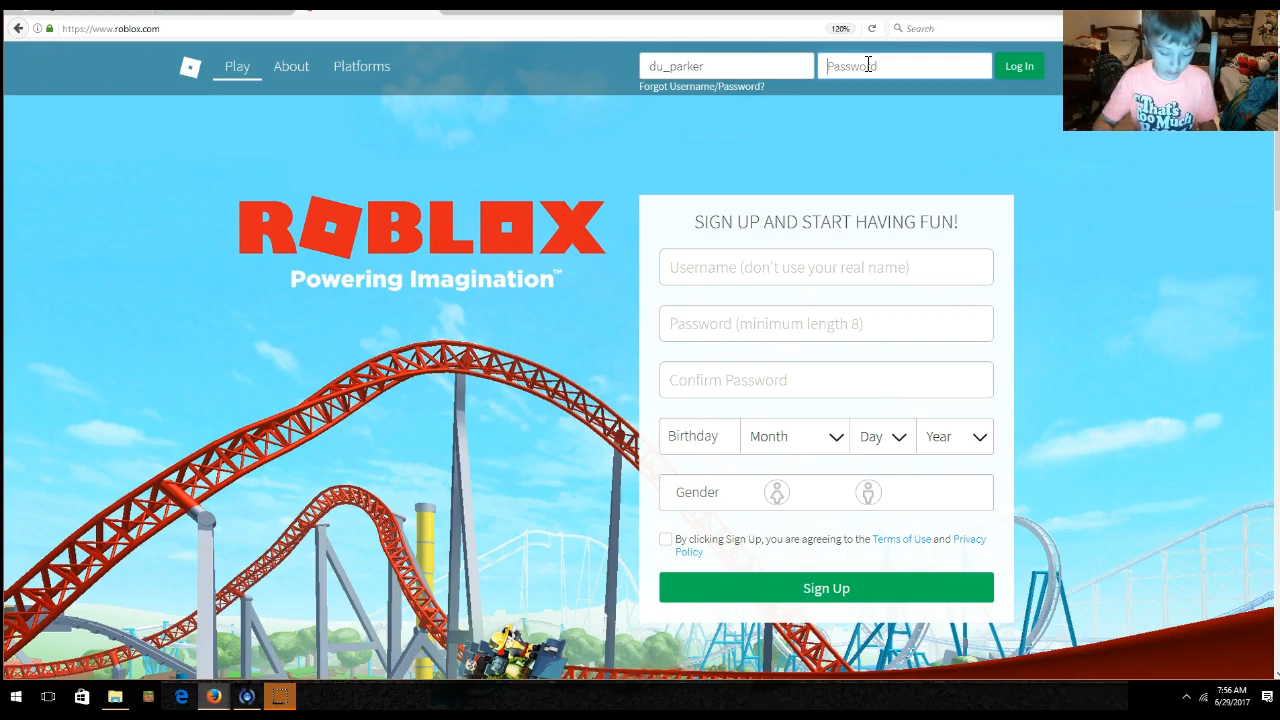 https://www.roblox.com
120%
Search
Play
About
Platforms
du_parker
Password
Log In
Forgot Username/Password?
That's
Too Much
ROBLOX
Powering Imagination™
SIGN UP AND START HAVING FUN!
Username (don't use your real name)
Password (minimum length 8)
Confirm Password
Birthday
Month
Day
Year
Gender
By clicking Sign Up, you are agreeing to the Terms of Use and Privacy
Policy
Sign Up
7:56 AM
6/29/2017